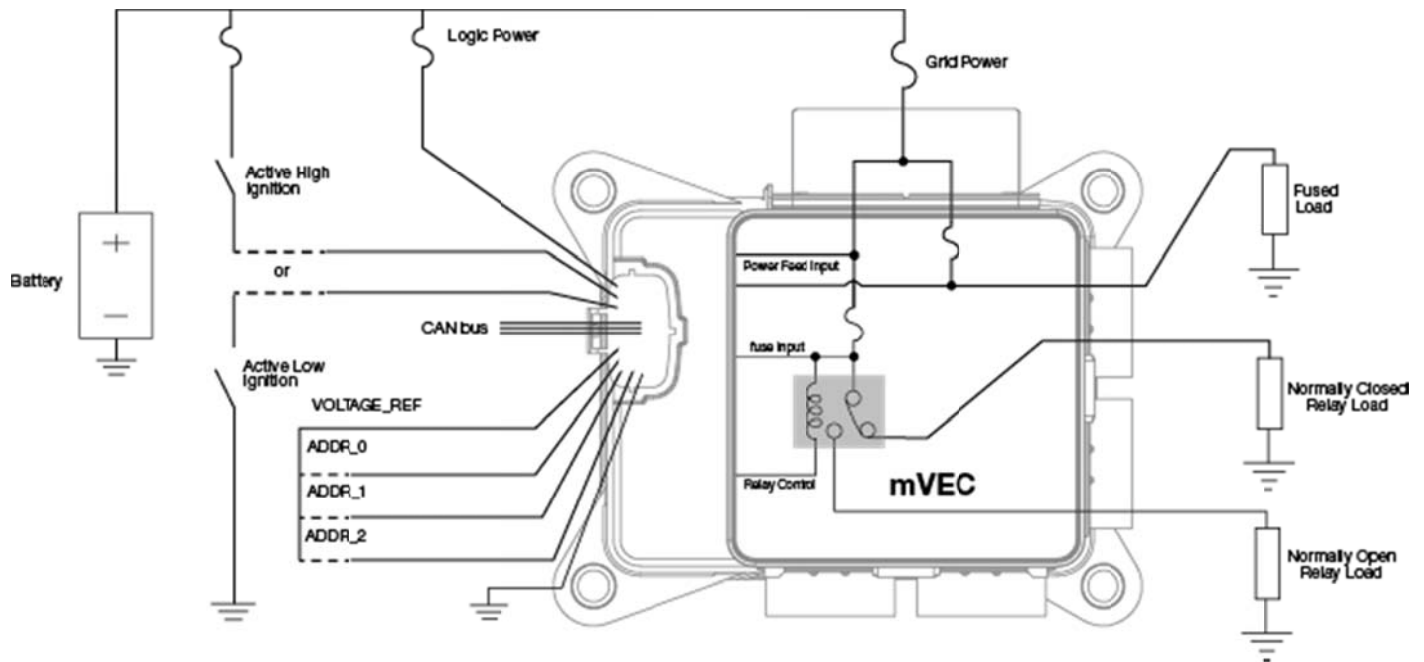 Logic Power
Grid Power
Active High
Ignition
Fused
Load
+
Power Feed Input
or
Battery
−
CAN bus
fuse Input
Active Low
Ignition
Normally Closed
Relay Load
VOLTAGE_REF
ADDR_0
Relay Control
mVEC
ADDR_1
ADDR_2
Normally Open
Relay Load